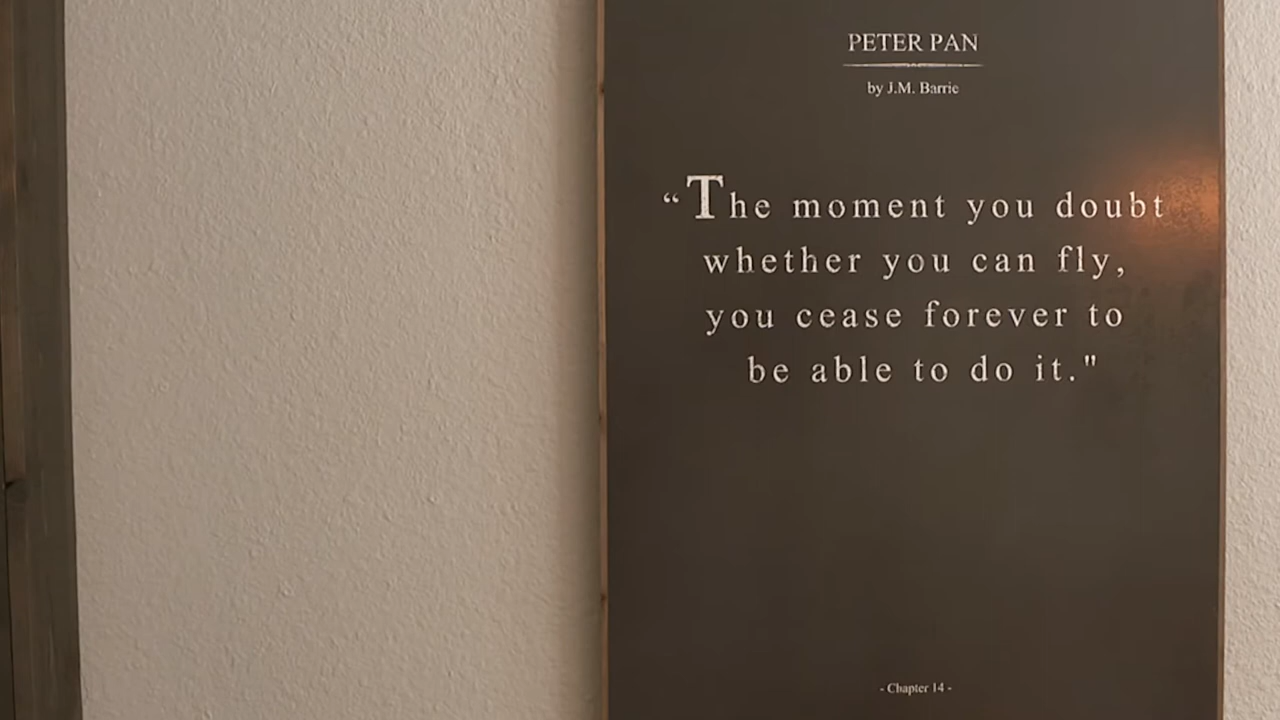 PETER PAN
by J.M. Barrie
“The moment you doubt
whether you can fly,
you cease forever to
be able to do it."
- Chapter 14 -